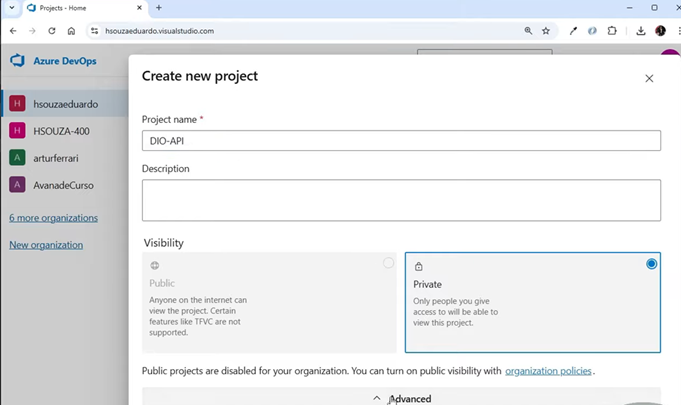 Projects - Home
hsouzaeduardo.visualstudio.com
Azure DevOps
Create new project
H hsouzaeduardo
Project name *
H HSOUZA-400
DIO-API
A arturferrari
Description
A AvanadeCurso
6 more organizations
New organization
Visibility
Public
Private
Anyone on the internet can
view the project. Certain
features like TFVC are not
supported.
Only people you give
access to will be able to
view this project.
Public projects are disabled for your organization. You can turn on public visibility with organization policies.
Advanced